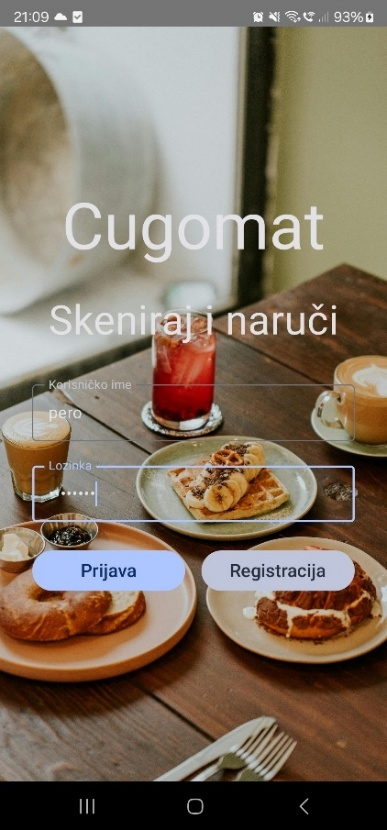 21:09 93%
Cugomat
Skeniraj i naruči
Korisničko ime
pero
Lozinka
Prijava Registracija